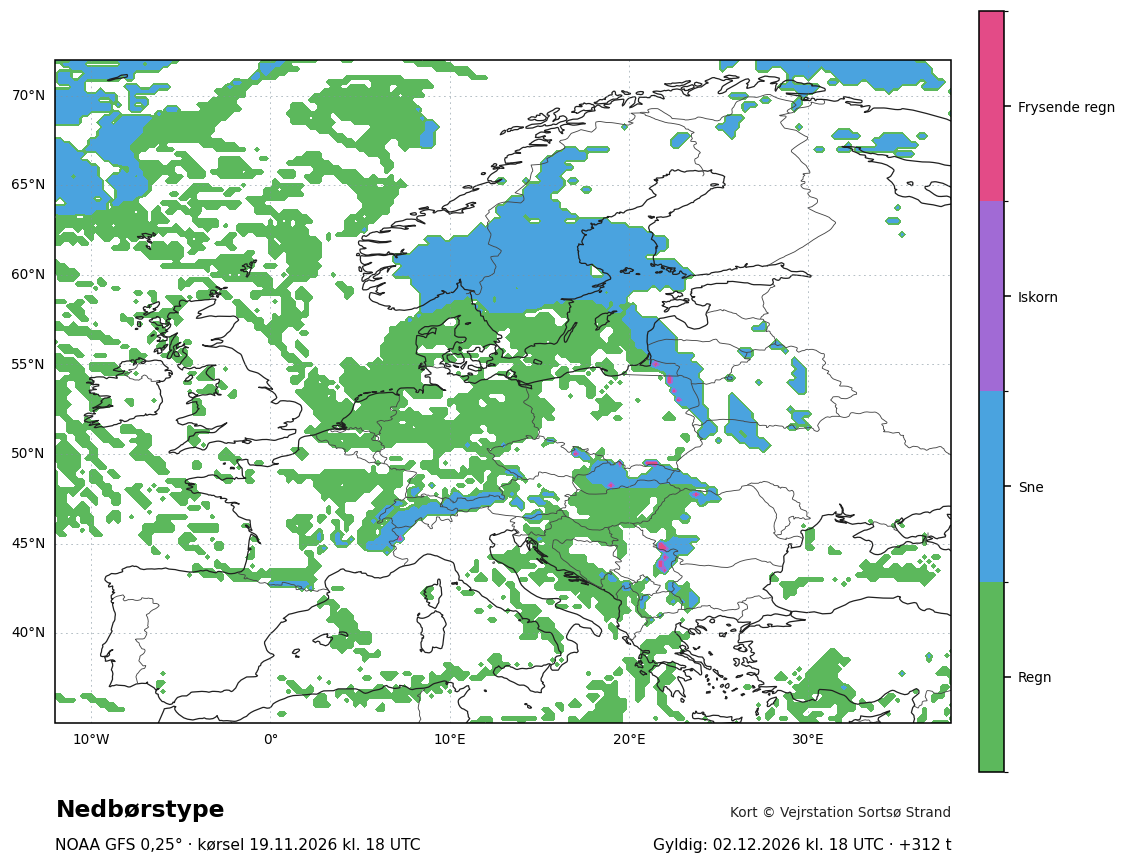 70°N
65°N
60°N
55°N
50°N
45°N
40°N
10°W
0°
10°E
20°E
30°E
Frysende regn
Iskorn
Sne
Regn
Nedbørstype
Kort © Vejrstation Sortsø Strand
NOAA GFS 0,25° · kørsel 19.11.2026 kl. 18 UTC
Gyldig: 02.12.2026 kl. 18 UTC · +312 t